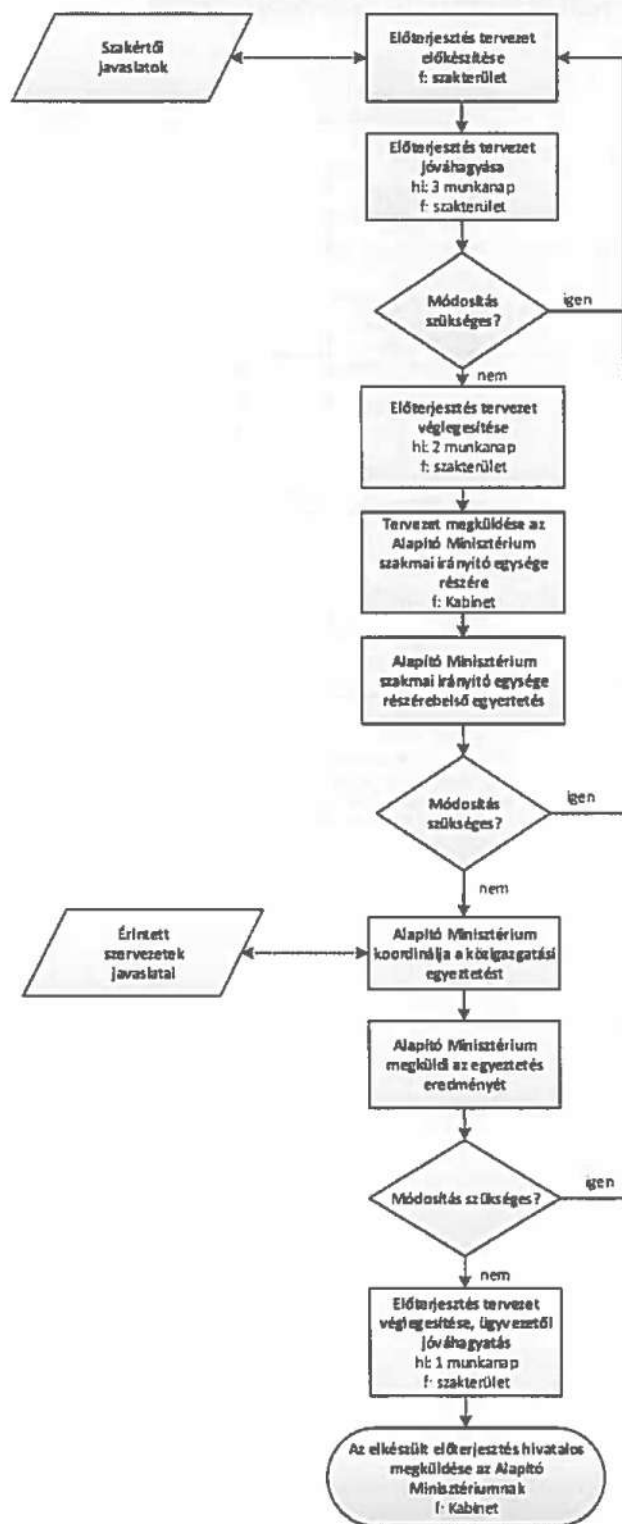 Szakértői
javaslatok
Előterjesztés tervezet
előkészítése
f: szakterület
Előterjesztés tervezet
jóváhagyása
hi: 3 munkanap
f: szakterület
Módosítás
szükséges?
igen
nem
Előterjesztés tervezet
véglegesítése
hi: 2 munkanap
f: szakterület
Tervezet megküldése az
Alapító Minisztérium
szakmai irányító egysége
részére
f: Kabinet
Alapító Minisztérium
szakmai irányító egysége
részérebelső egyeztetés
Módosítás
szükséges?
igen
nem
Érintett
szervezetek
javaslatai
Alapító Minisztérium
koordinálja a közigazgatási
egyeztetést
Alapító Minisztérium
megküldi az egyeztetés
eredményét
Módosítás szükséges?
igen
nem
Előterjesztés tervezet
véglegesítése, ügyvezetői
jóváhagyatás
hi: 1 munkanap
f: szakterület
Az elkészült előterjesztés hivatalos
megküldése az Alapító
Minisztériumnak
f: Kabinet